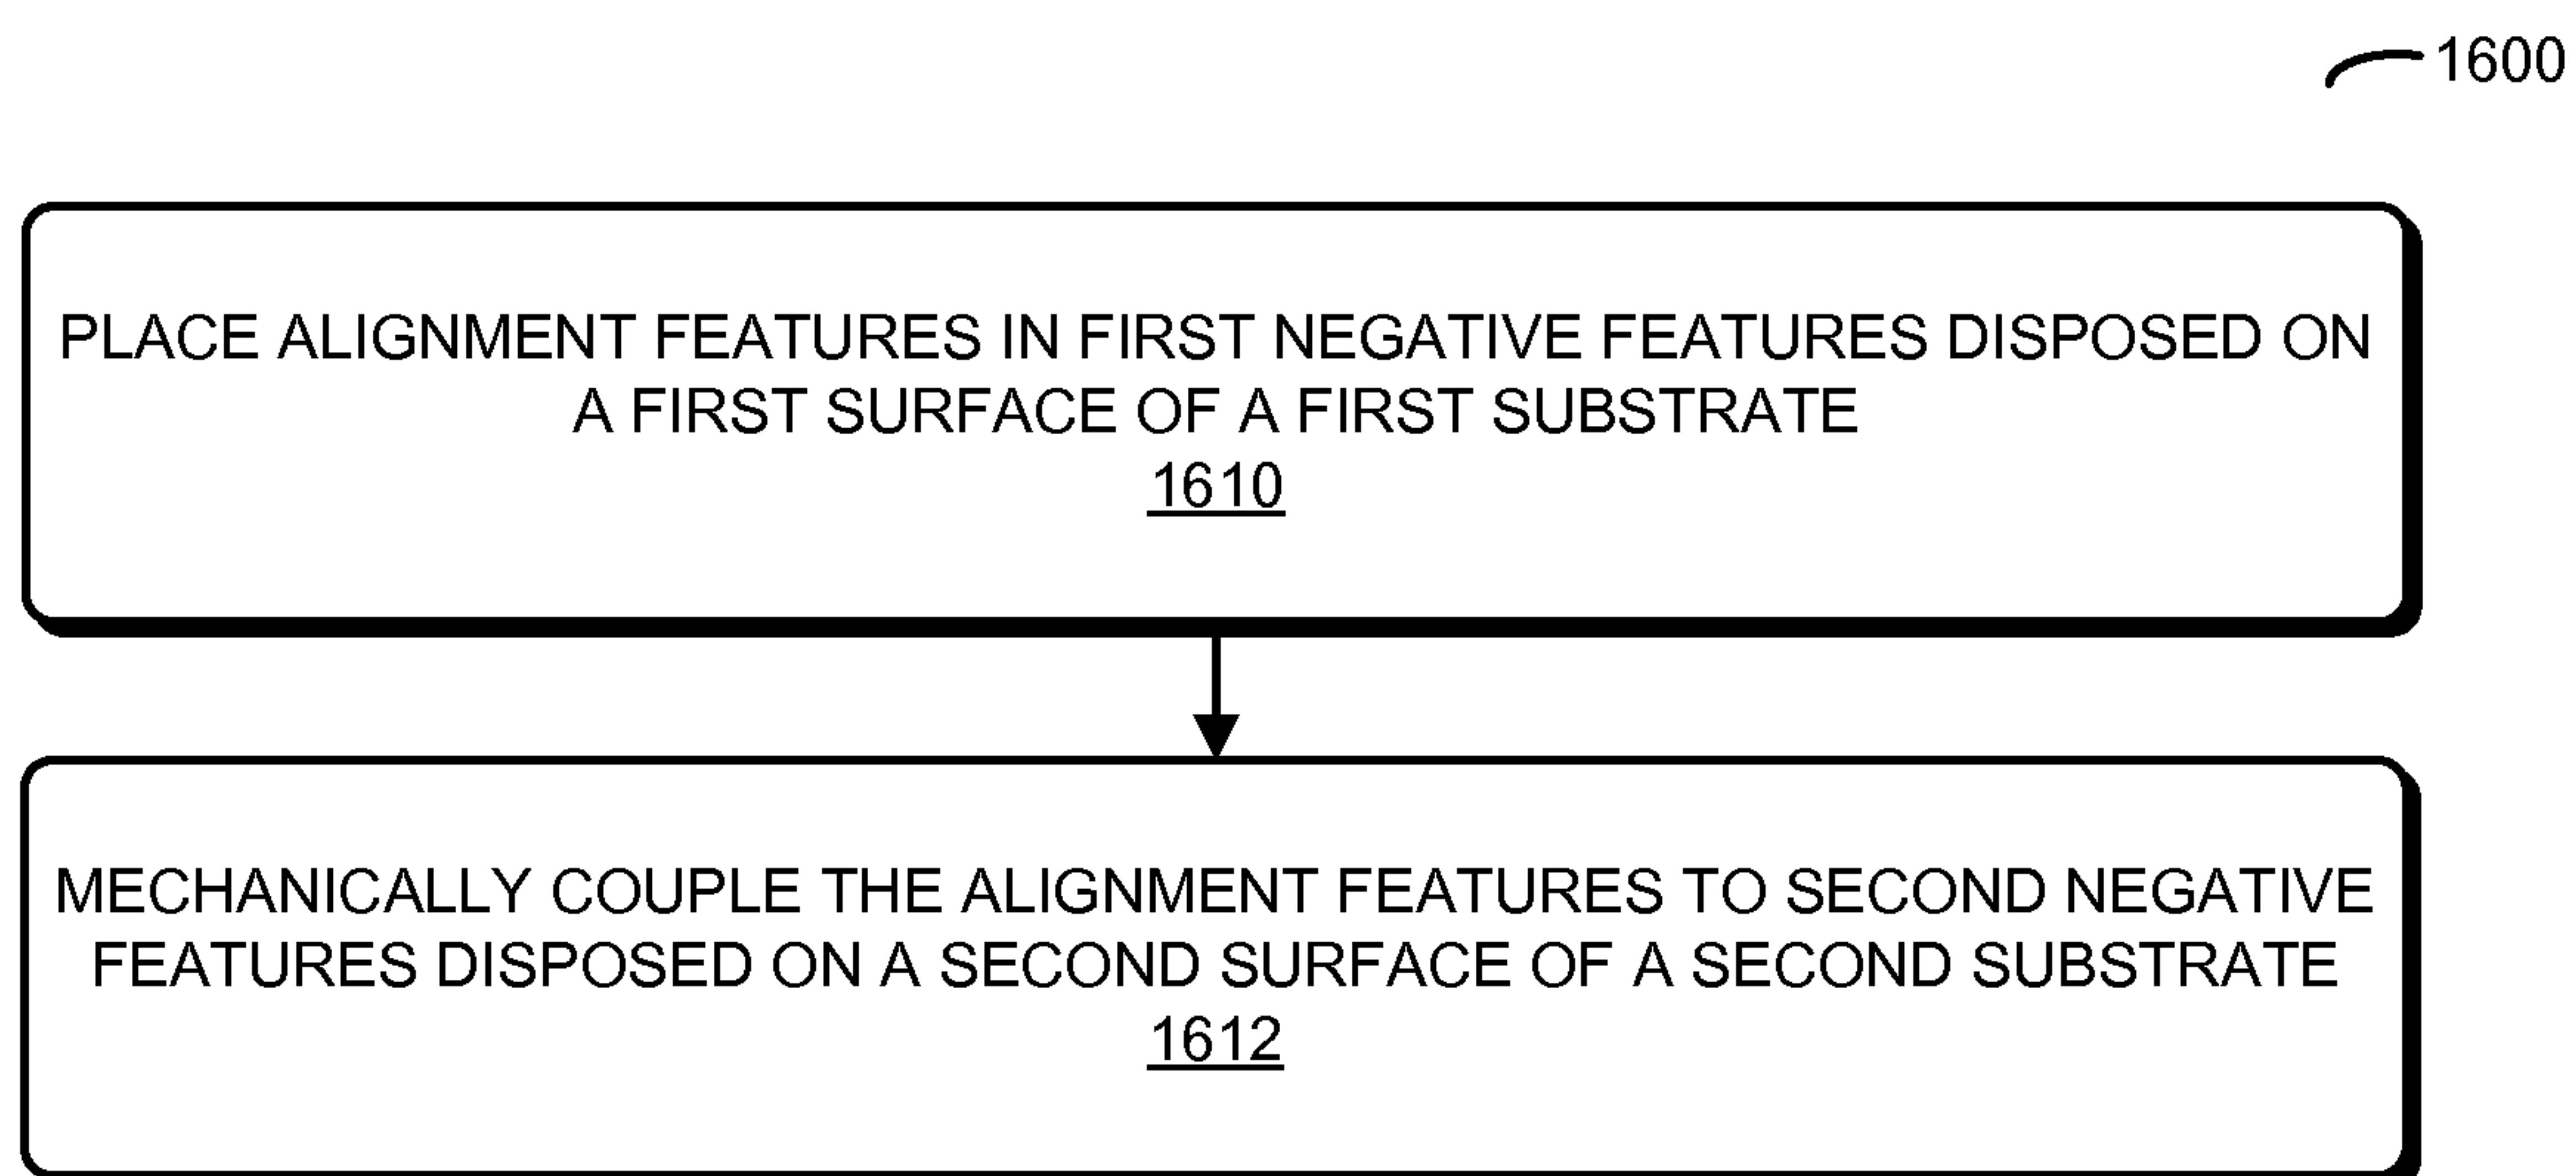 1600
PLACE ALIGNMENT FEATURES IN FIRST NEGATIVE FEATURES DISPOSED ON
A FIRST SURFACE OF A FIRST SUBSTRATE
1610
MECHANICALLY COUPLE THE ALIGNMENT FEATURES TO SECOND NEGATIVE
FEATURES DISPOSED ON A SECOND SURFACE OF A SECOND SUBSTRATE
1612